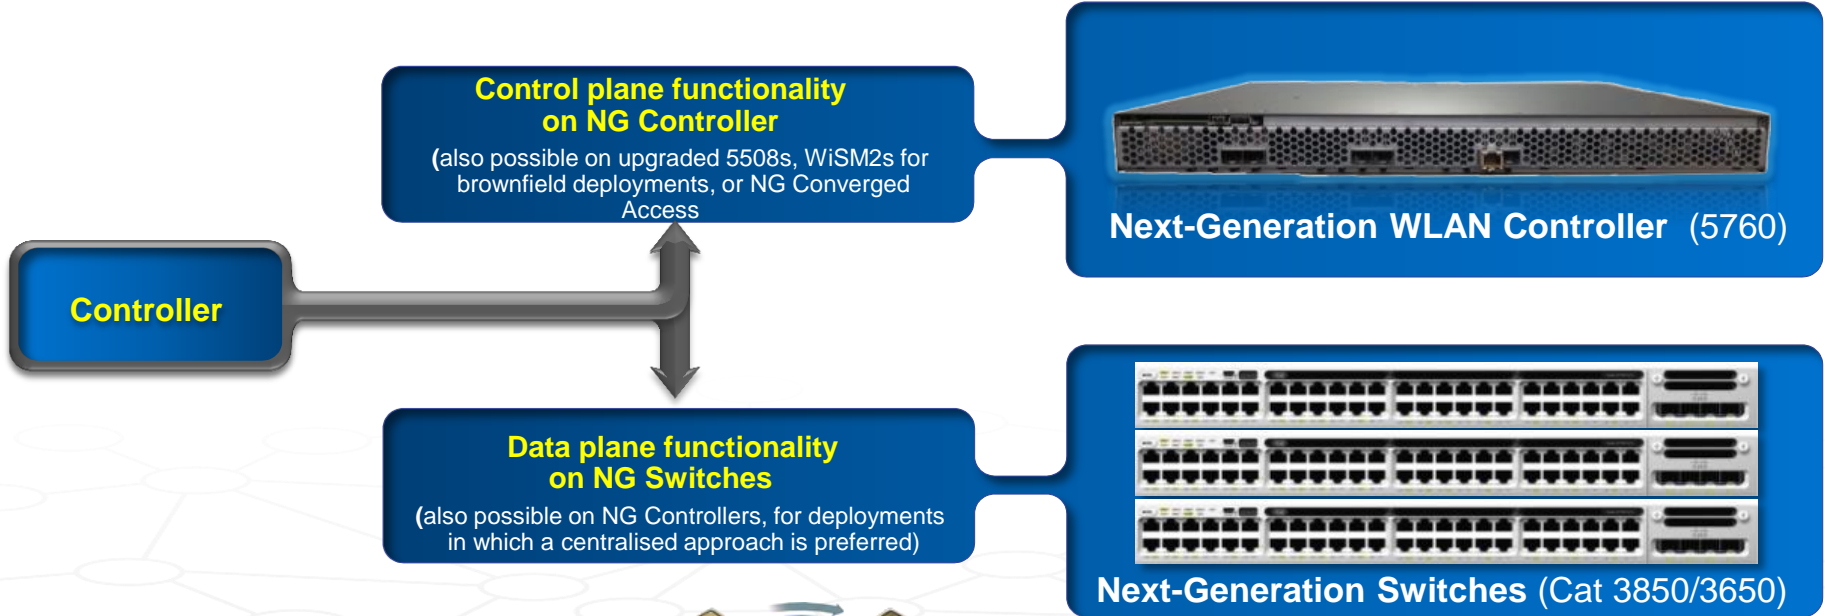 Control plane functionality
on NG Controller
(also possible on upgraded 5508s, WiSM2s for
brownfield deployments, or NG Converged
Access
Next-Generation WLAN Controller (5760)
Controller
Data plane functionality
on NG Switches
(also possible on NG Controllers, for deployments
in which a centralised approach is preferred)
Next-Generation Switches (Cat 3850/3650)